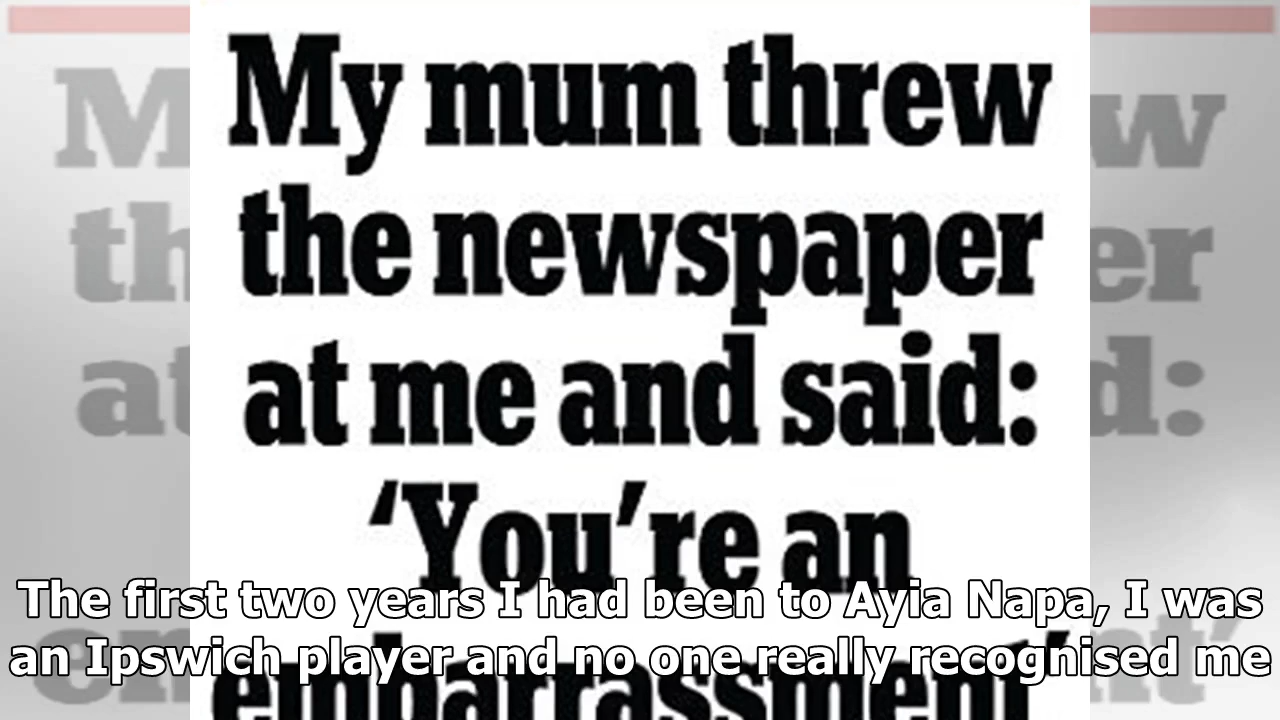 My mum threw
the newspaper
at me and said:
‘You’re an
embarrassment’
The first two years I had been to Ayia Napa, I was
an Ipswich player and no one really recognised me